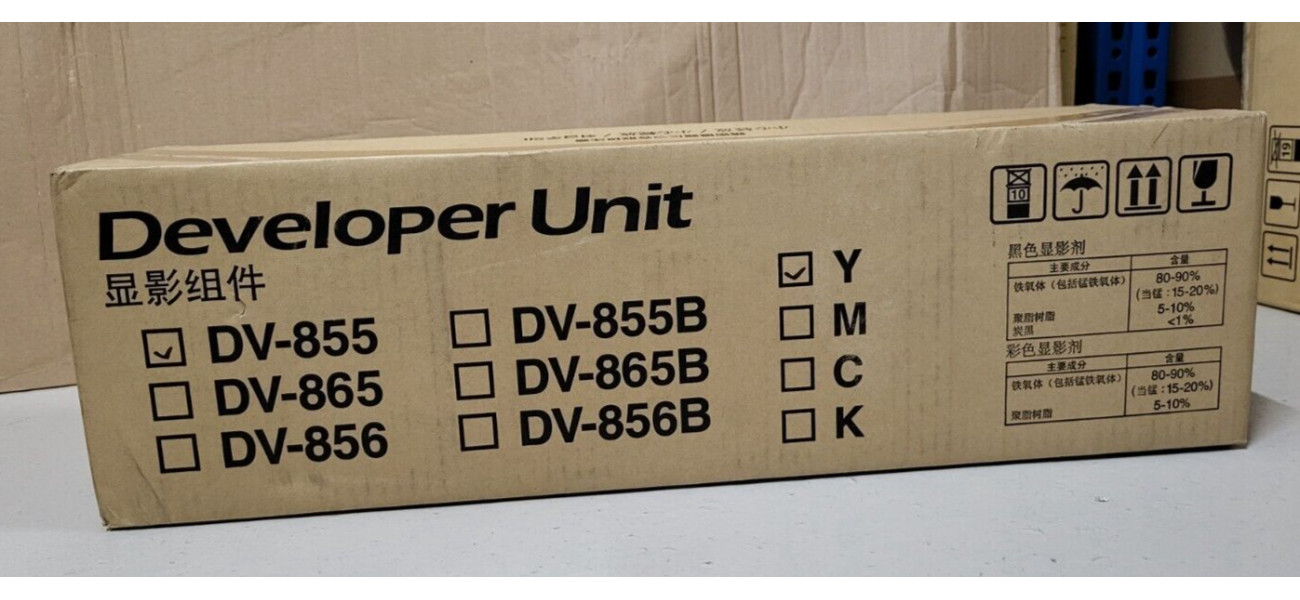 Developer Unit
显影组件
DV-855
DV-865
DV-856
DV-855B
DV-865B
DV-856B
Y
M
C
K
10
黑色显影剂
主要成分 含量
铁氧体（包括锰铁氧体） 80-90%
(当锰：15-20%)
聚脂树脂 5-10%
炭黑 <1%
彩色显影剂
主要成分 含量
铁氧体（包括锰铁氧体） 80-90%
(当锰：15-20%)
聚脂树脂 5-10%
19